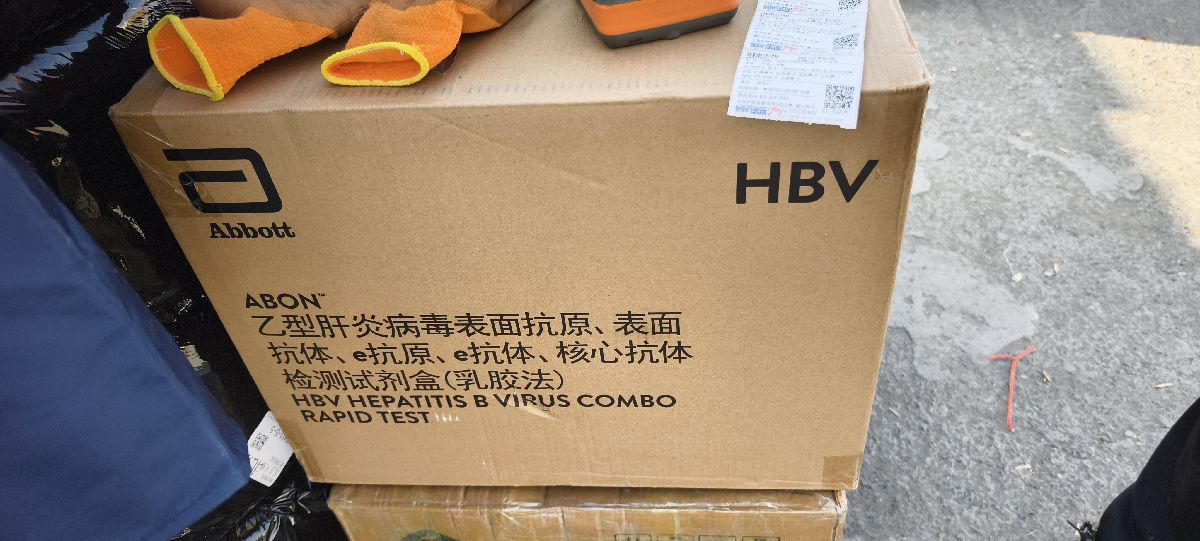 Abbott
HBV
ABON™
乙型肝炎病毒表面抗原、表面
抗体、e抗原、e抗体、核心抗体
检测试剂盒(乳胶法)
HBV HEPATITIS B VIRUS COMBO
RAPID TEST